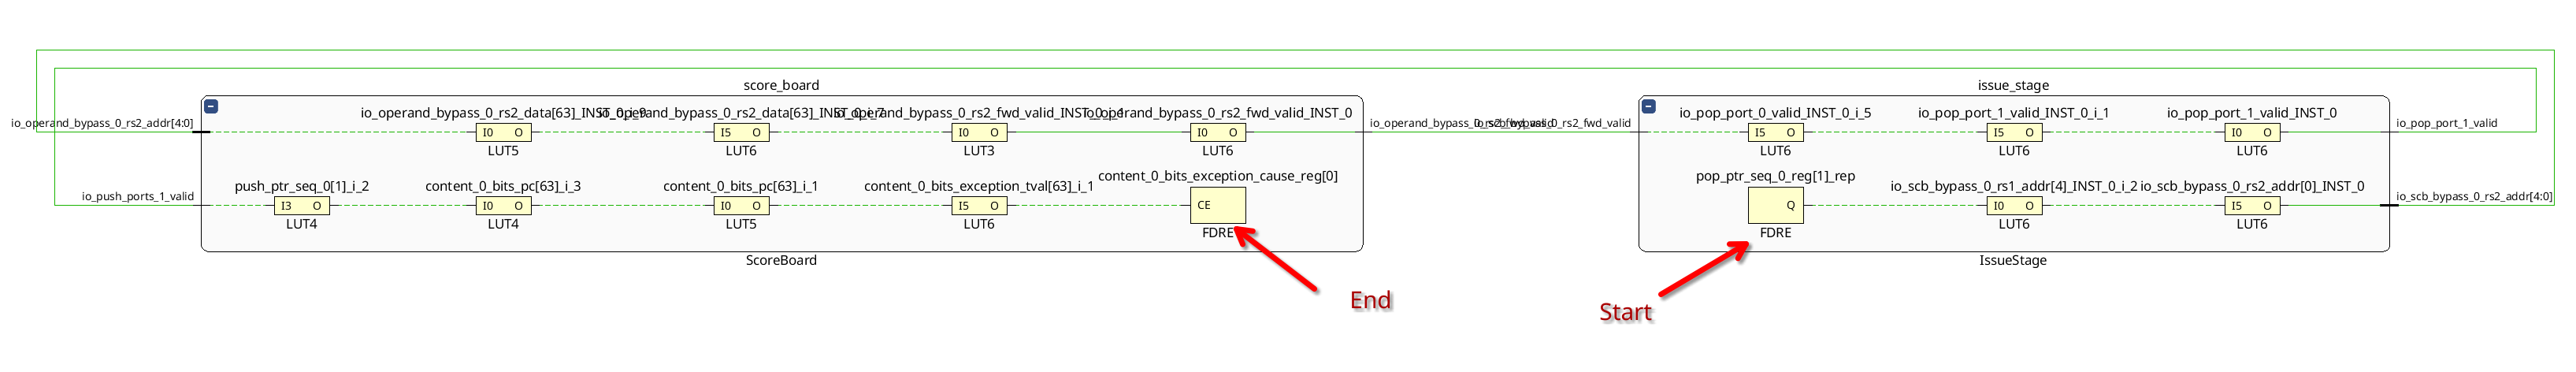 score_board
issue_stage
io_operand_bypass_0_rs2_addr[4:0]
io_operand_bypass_0_rs2_data[63]_INST_0_i_9
I0 O
LUT5
io_operand_bypass_0_rs2_data[63]_INST_0_i_7
I5 O
LUT6
io_operand_bypass_0_rs2_fwd_valid_INST_0_i_1
I0 O
LUT3
io_operand_bypass_0_rs2_fwd_valid_INST_0
I0 O
LUT6
io_operand_bypass_0_rs2_fwd_valid
io_scb_bypass_0_rs2_fwd_valid
io_pop_port_0_valid_INST_0_i_5
I5 O
LUT6
io_pop_port_1_valid_INST_0_i_1
I5 O
LUT6
io_pop_port_1_valid_INST_0
I0 O
LUT6
io_pop_port_1_valid
io_push_ports_1_valid
push_ptr_seq_0[1]_i_2
I3 O
LUT4
content_0_bits_pc[63]_i_3
I0 O
LUT4
content_0_bits_pc[63]_i_1
I0 O
LUT5
content_0_bits_exception_tval[63]_i_1
I5 O
LUT6
content_0_bits_exception_cause_reg[0]
CE
FDRE
pop_ptr_seq_0_reg[1]_rep
Q
FDRE
io_scb_bypass_0_rs1_addr[4]_INST_0_i_2
I0 O
LUT6
io_scb_bypass_0_rs2_addr[0]_INST_0
I5 O
LUT6
io_scb_bypass_0_rs2_addr[4:0]
ScoreBoard
IssueStage
End
Start